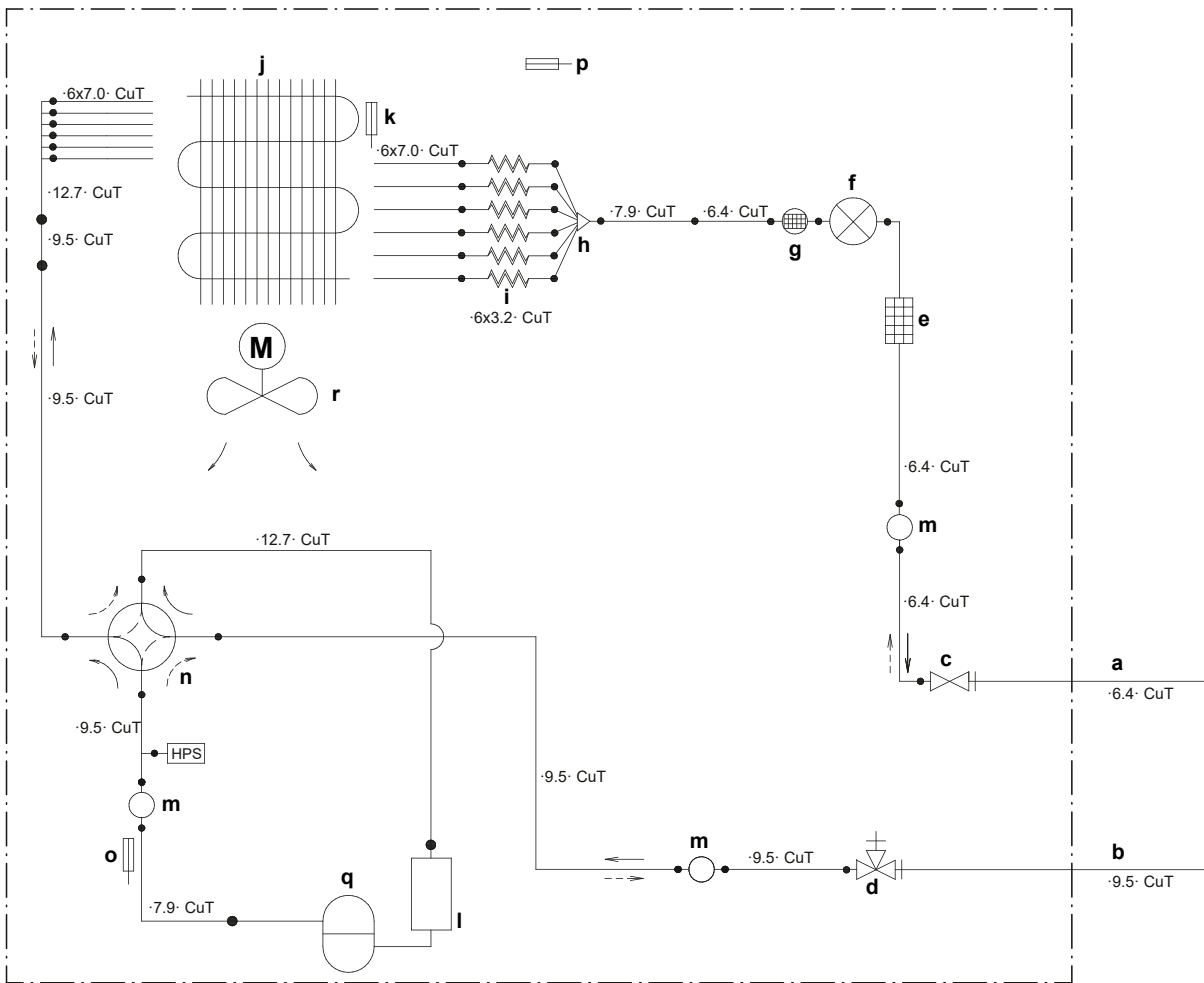 j
p
·6x7.0· CuT
k
·6x7.0· CuT
·12.7· CuT
f
·7.9· CuT
·6.4· CuT
·9.5· CuT
h
g
i
·6x3.2· CuT
e
M
r
·9.5· CuT
·6.4· CuT
m
·12.7· CuT
·6.4· CuT
n
c
a
·6.4· CuT
·9.5· CuT
HPS
·9.5· CuT
m
m
o
·9.5· CuT
b
q
d
·9.5· CuT
·7.9· CuT
l